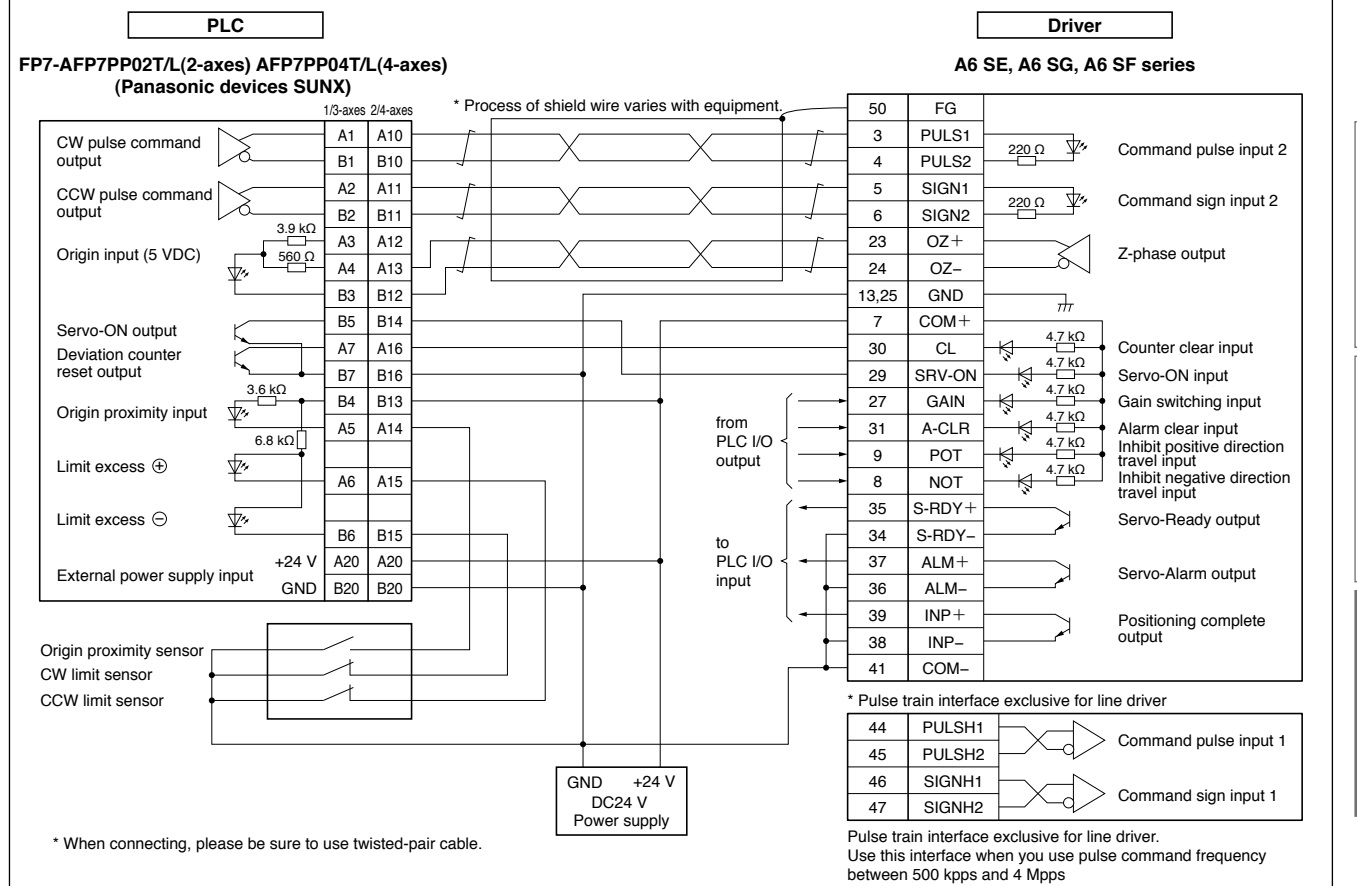 PLC
Driver
FP7-AFP7PP02T/L(2-axes) AFP7PP04T/L(4-axes)
(Panasonic devices SUNX)
A6 SE, A6 SG, A6 SF series
1/3-axes 2/4-axes
* Process of shield wire varies with equipment.
CW pulse command
output
A1 A10
B1 B10
CCW pulse command
output
A2 A11
B2 B11
Origin input (5 VDC)
3.9 kΩ
560 Ω
A3 A12
A4 A13
B3 B12
Servo-ON output
B5 B14
Deviation counter
reset output
A7 A16
B7 B16
3.6 kΩ
Origin proximity input
B4 B13
A5 A14
6.8 kΩ
Limit excess ⊕
A6 A15
Limit excess ⊖
B6 B15
External power supply input
+24 V A20 A20
GND B20 B20
Origin proximity sensor
CW limit sensor
CCW limit sensor
GND +24 V
DC24 V
Power supply
* When connecting, please be sure to use twisted-pair cable.
from
PLC I/O
output
to
PLC I/O
input
50 FG
3 PULS1
4 PULS2
220 Ω
Command pulse input 2
5 SIGN1
6 SIGN2
220 Ω
Command sign input 2
23 OZ+
24 OZ−
Z-phase output
13,25 GND
7 COM+
30 CL 4.7 kΩ Counter clear input
29 SRV-ON 4.7 kΩ Servo-ON input
27 GAIN 4.7 kΩ Gain switching input
31 A-CLR 4.7 kΩ Alarm clear input
9 POT 4.7 kΩ Inhibit positive direction
travel input
8 NOT 4.7 kΩ Inhibit negative direction
travel input
35 S-RDY+
34 S-RDY−
Servo-Ready output
37 ALM+
36 ALM−
Servo-Alarm output
39 INP+
38 INP−
Positioning complete
output
41 COM−
* Pulse train interface exclusive for line driver
44 PULSH1
45 PULSH2
Command pulse input 1
46 SIGNH1
47 SIGNH2
Command sign input 1
Pulse train interface exclusive for line driver.
Use this interface when you use pulse command frequency
between 500 kpps and 4 Mpps